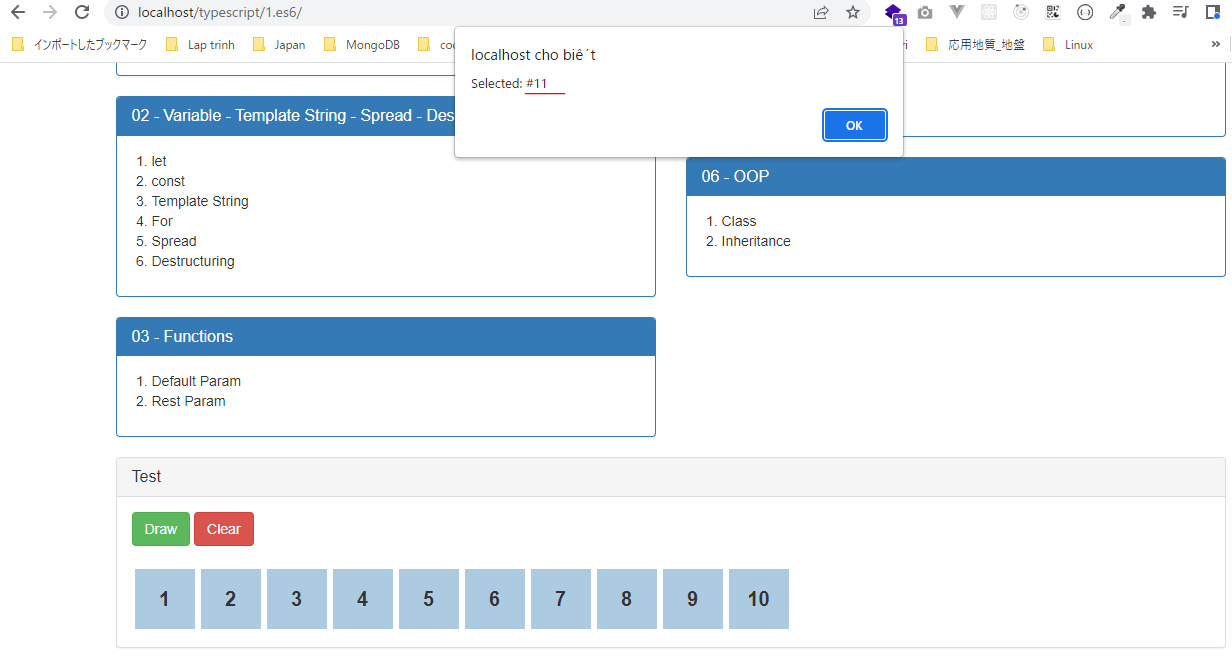 localhost/typescript/1.es6/
13
インポートしたブックマーク Lap trinh Japan MongoDB 応用地質_地盤 Linux »
localhost cho biê´t
Selected: #11
OK
02 - Variable - Template String - Spread - Des
1. let
2. const
3. Template String
4. For
5. Spread
6. Destructuring
06 - OOP
1. Class
2. Inheritance
03 - Functions
1. Default Param
2. Rest Param
Test
Draw Clear
1 2 3 4 5 6 7 8 9 10